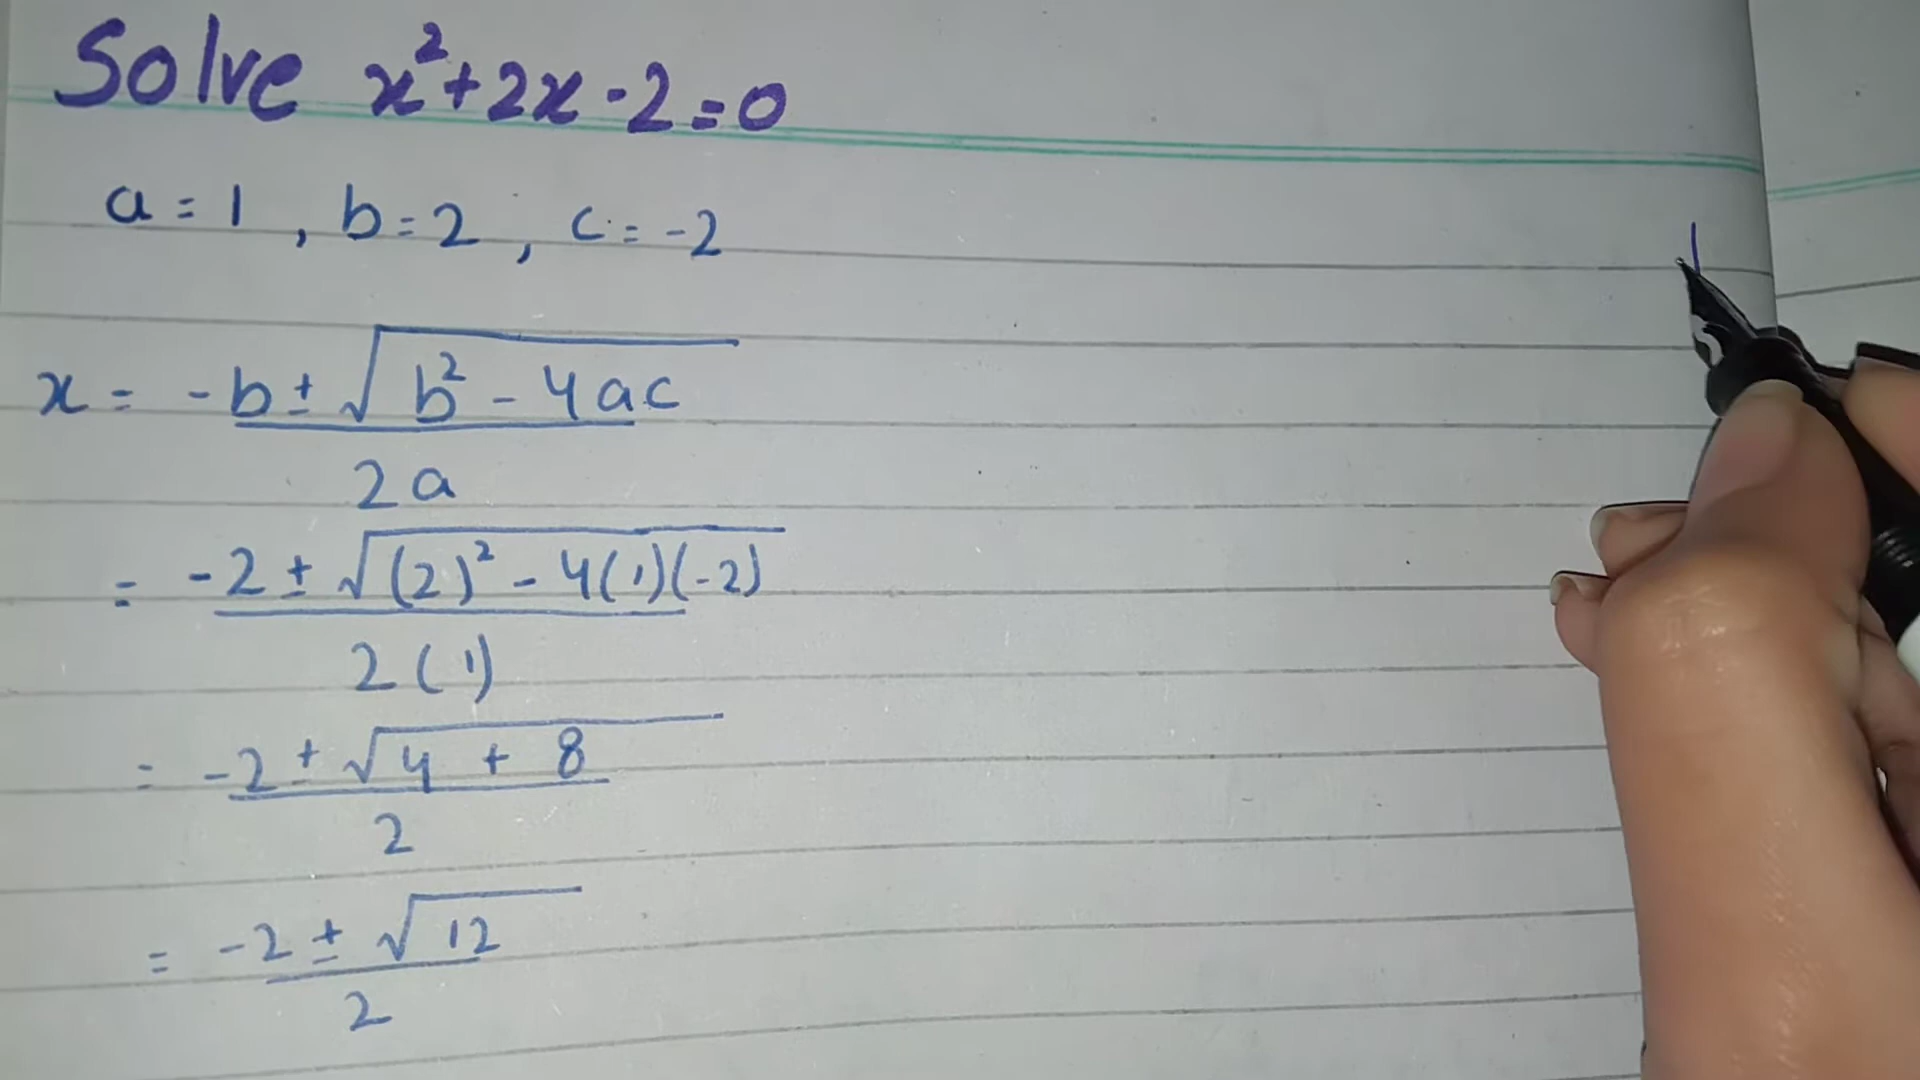 Solve x²+2x-2=0
a=1, b=2, c=-2
x = -b ± √b² - 4ac
2a
= -2 ± √(2)² - 4(1)(-2)
2(1)
= -2 ± √4 + 8
2
= -2 ± √12
2